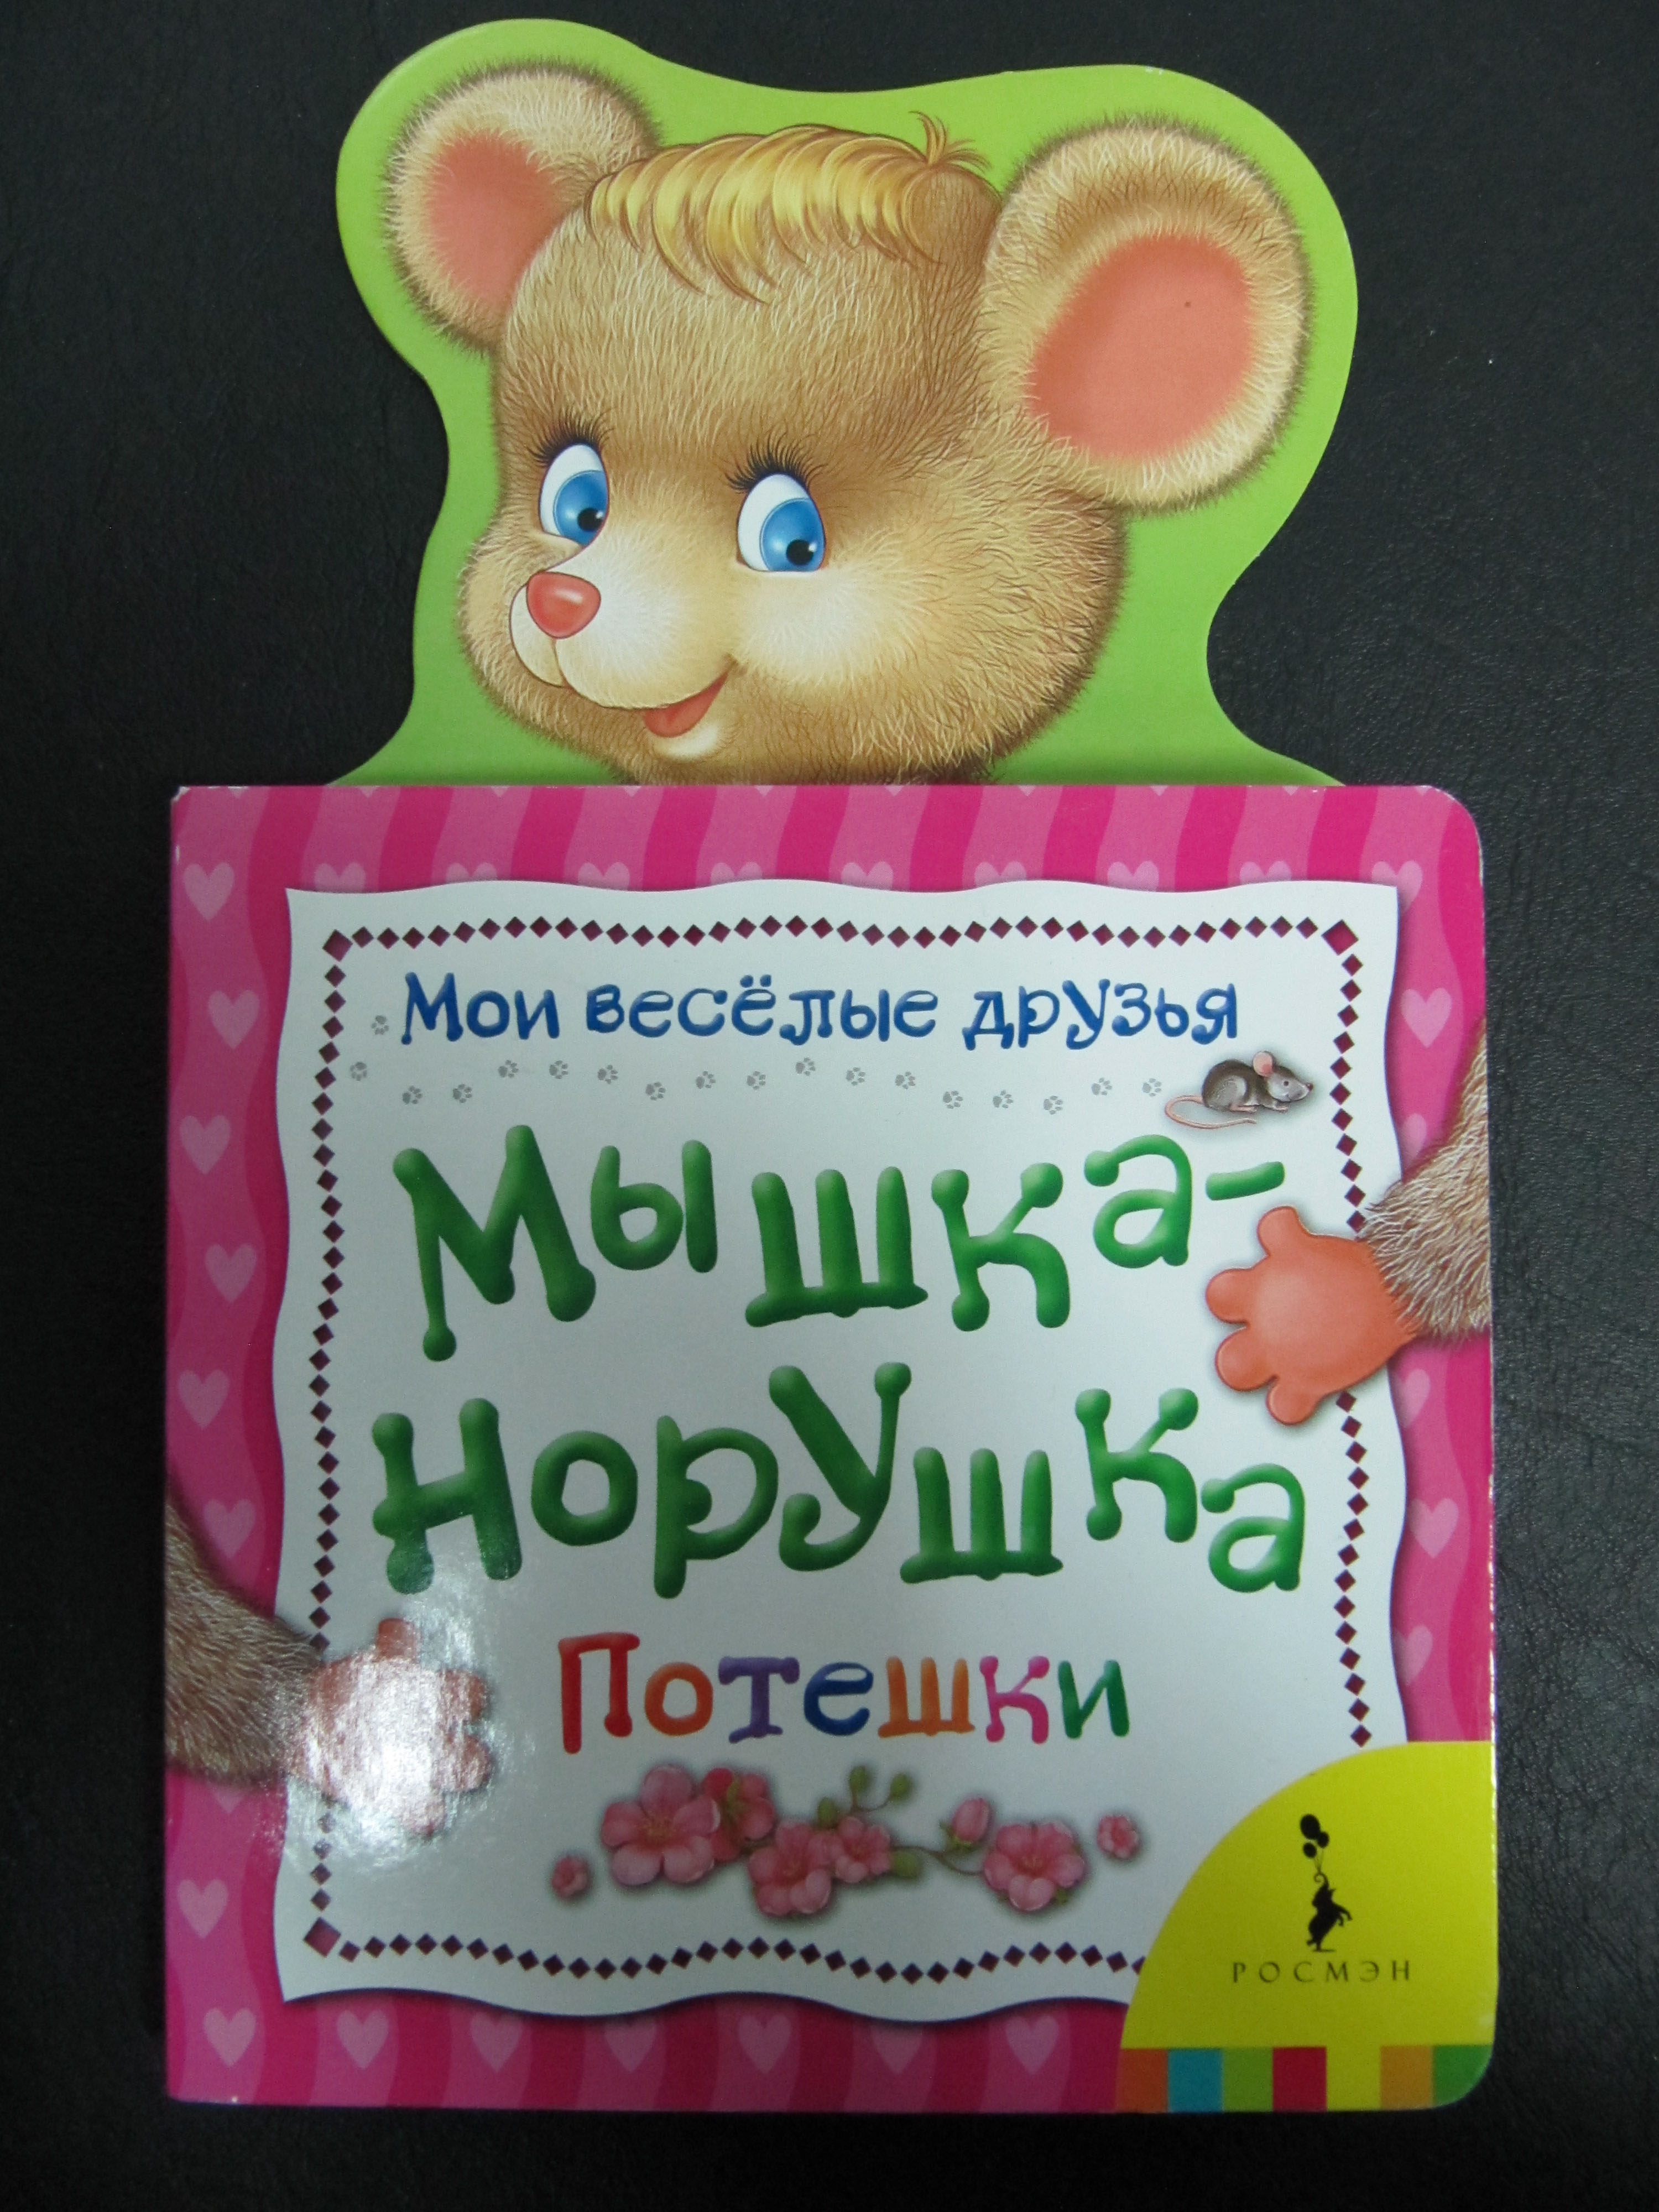 Мои весёлые друзья
Мышка-
норушка
Потешки
РОСМЭН